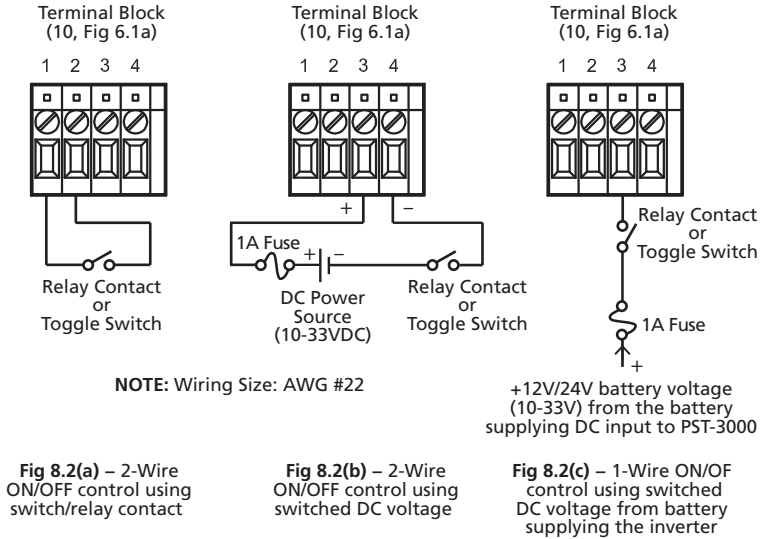 Terminal Block
(10, Fig 6.1a)
1 2 3 4
Relay Contact
or
Toggle Switch
Terminal Block
(10, Fig 6.1a)
1 2 3 4
+ –
1A Fuse
+ –
DC Power
Source
(10-33VDC)
Relay Contact
or
Toggle Switch
Terminal Block
(10, Fig 6.1a)
1 2 3 4
Relay Contact
or
Toggle Switch
1A Fuse
+
+12V/24V battery voltage
(10-33V) from the battery
supplying DC input to PST-3000
NOTE: Wiring Size: AWG #22
Fig 8.2(a) – 2-Wire
ON/OFF control using
switch/relay contact
Fig 8.2(b) – 2-Wire
ON/OFF control using
switched DC voltage
Fig 8.2(c) – 1-Wire ON/OF
control using switched
DC voltage from battery
supplying the inverter